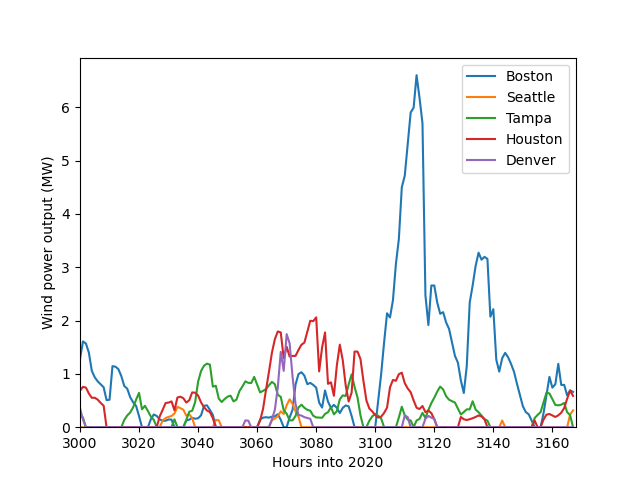 Boston
Seattle
Tampa
Houston
Denver
Wind power output (MW)
6
5
4
3
2
1
0
3000 3020 3040 3060 3080 3100 3120 3140 3160
Hours into 2020